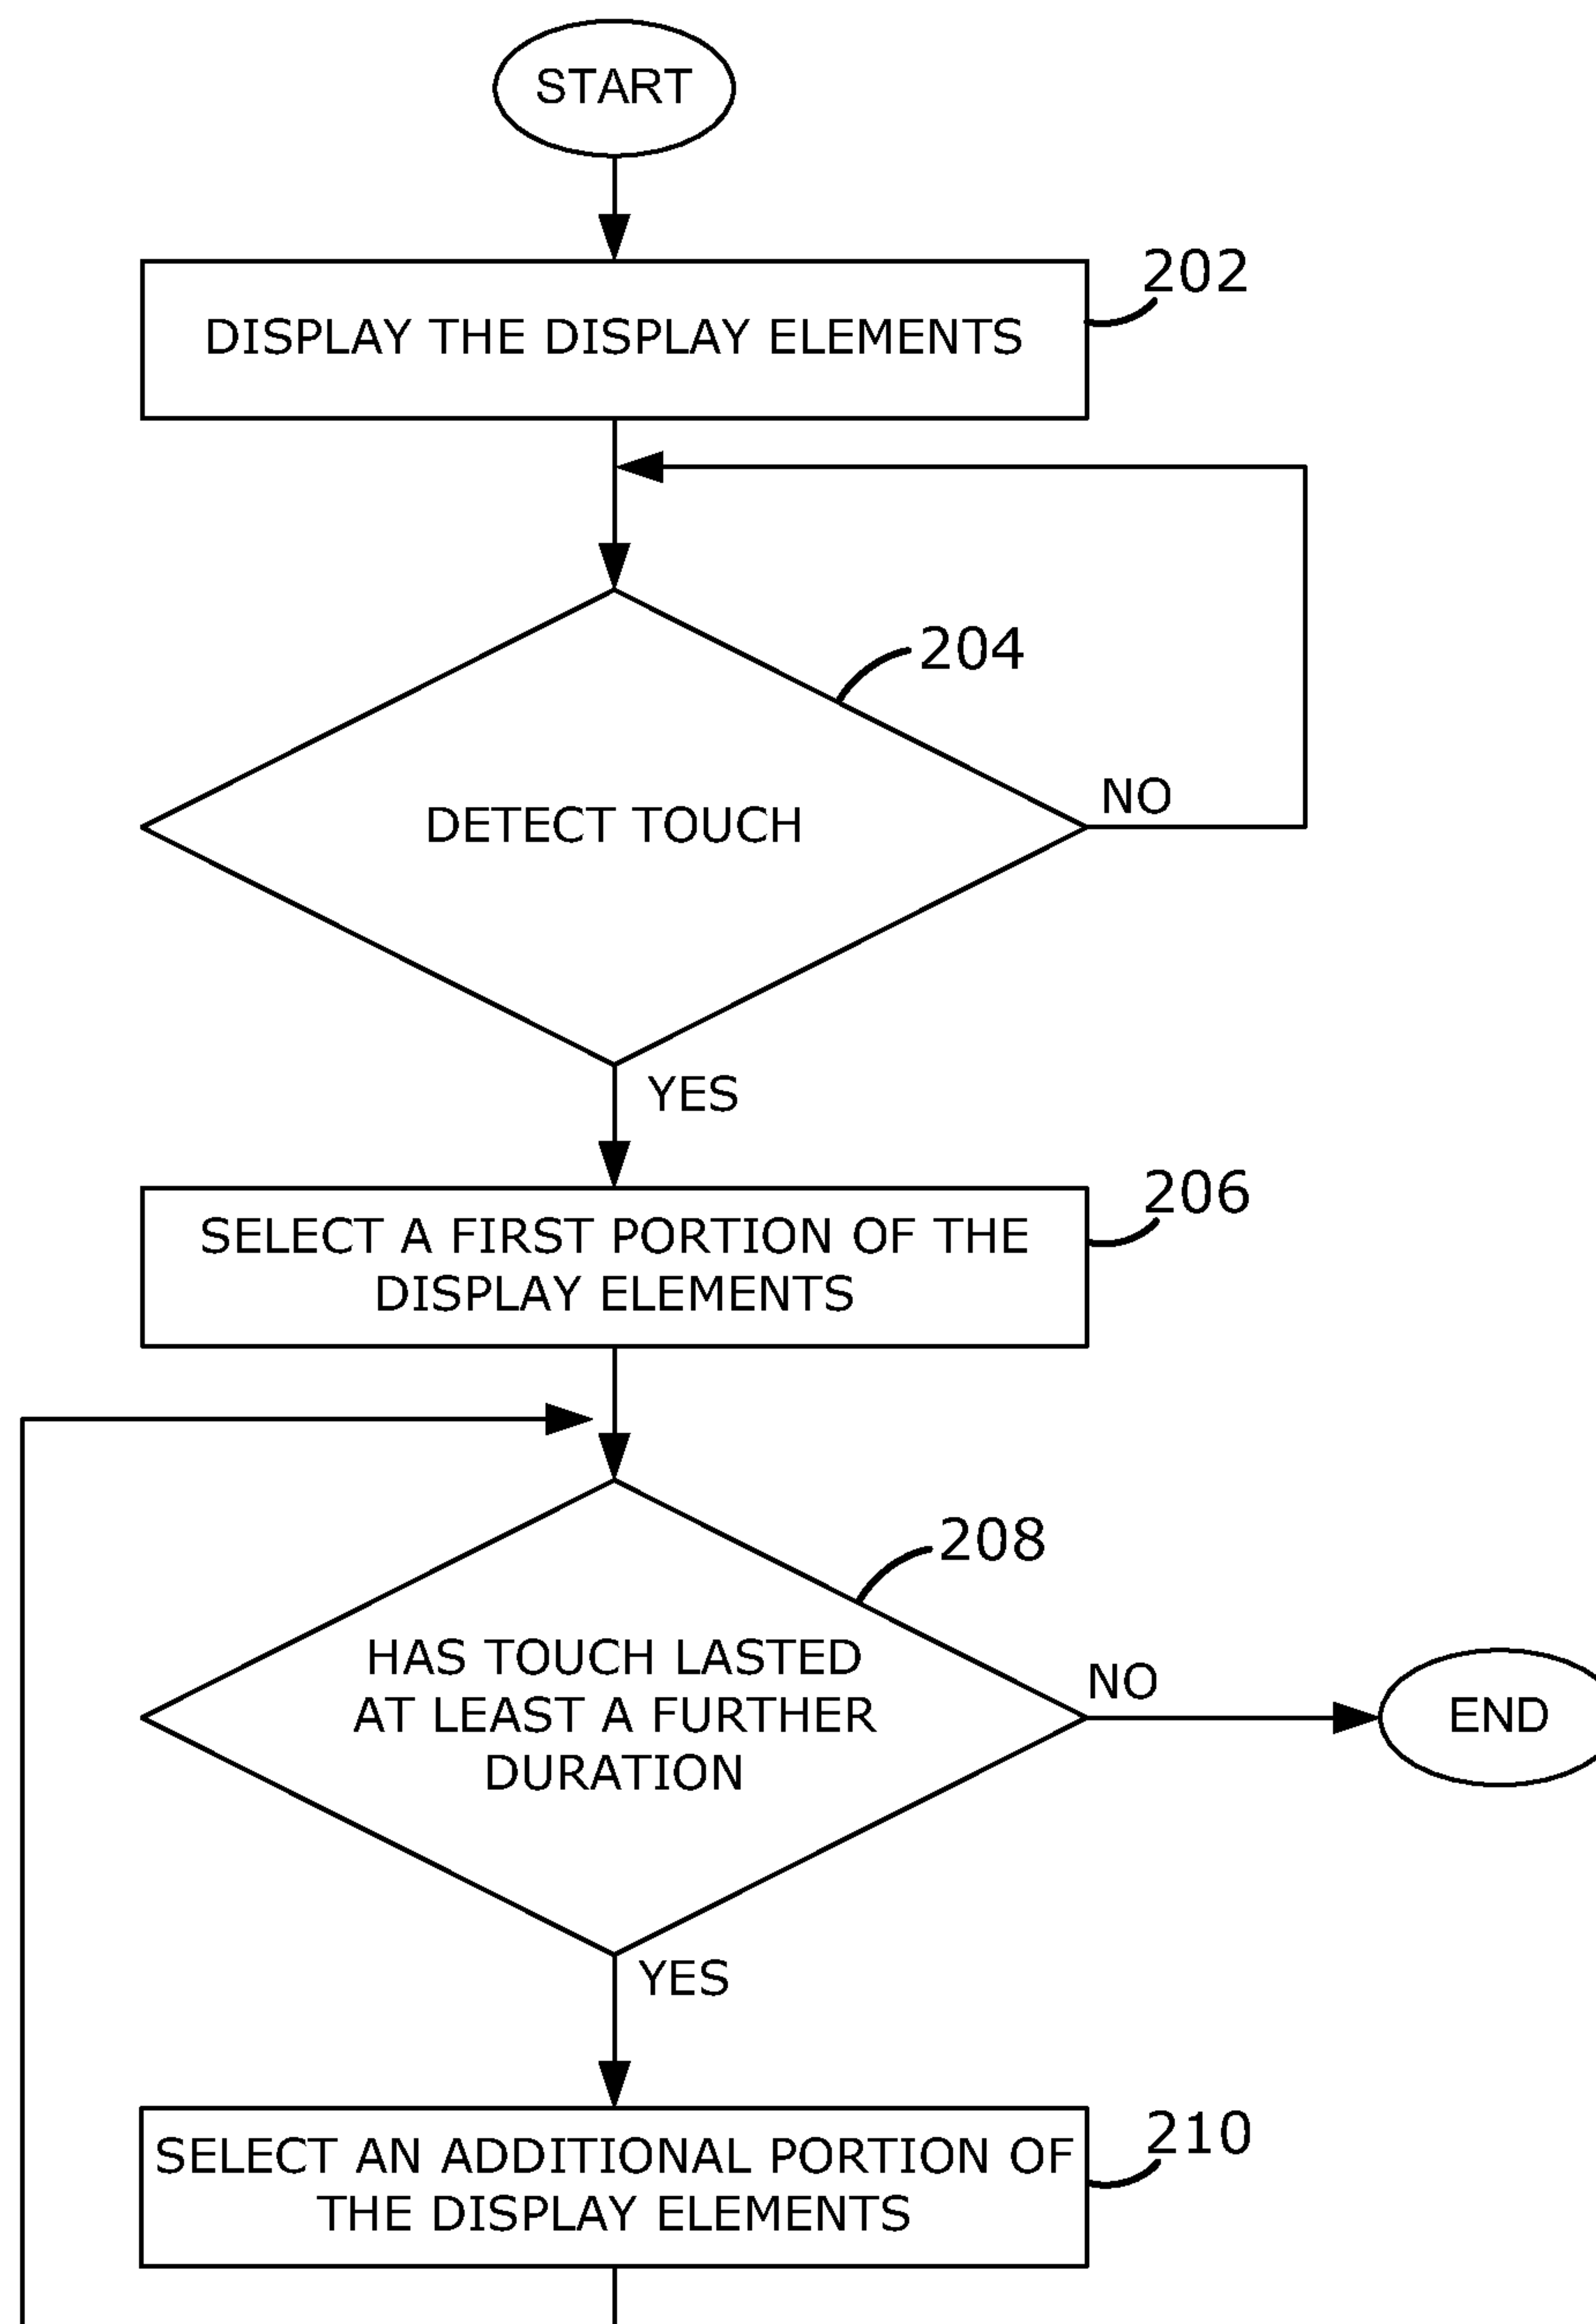 START
202
DISPLAY THE DISPLAY ELEMENTS
204
DETECT TOUCH
NO
YES
206
SELECT A FIRST PORTION OF THE
DISPLAY ELEMENTS
208
HAS TOUCH LASTED
AT LEAST A FURTHER
DURATION
NO
END
YES
210
SELECT AN ADDITIONAL PORTION OF
THE DISPLAY ELEMENTS